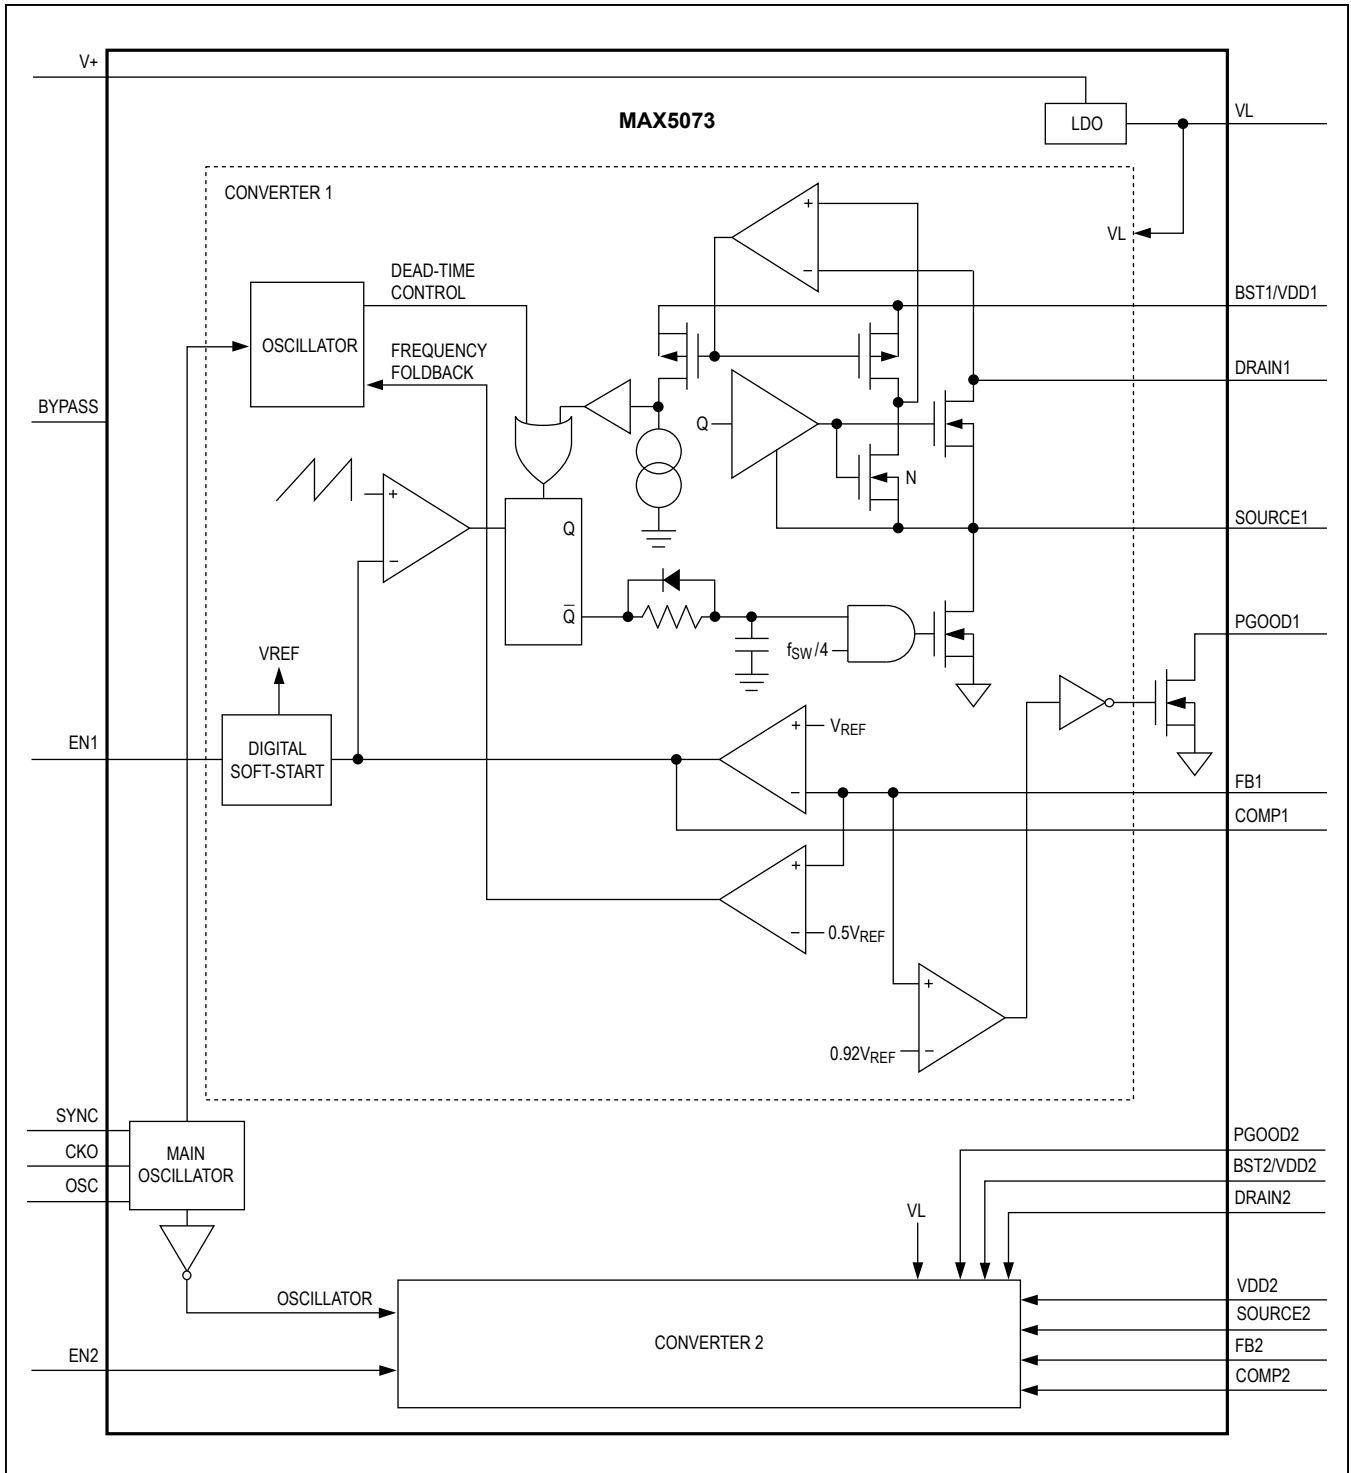 V+
MAX5073
LDO
VL
CONVERTER 1
+
−
VL
DEAD-TIME
CONTROL
OSCILLATOR
FREQUENCY
FOLDBACK
BST1/VDD1
DRAIN1
BYPASS
Q
N
+
−
Q
Q̅
SOURCE1
fSW/4
PGOOD1
VREF
EN1
DIGITAL
SOFT-START
+
VREF
−
FB1
COMP1
+
−
0.5VREF
+
0.92VREF
−
SYNC
CKO
OSC
MAIN
OSCILLATOR
PGOOD2
BST2/VDD2
DRAIN2
VL
OSCILLATOR
CONVERTER 2
VDD2
SOURCE2
FB2
COMP2
EN2